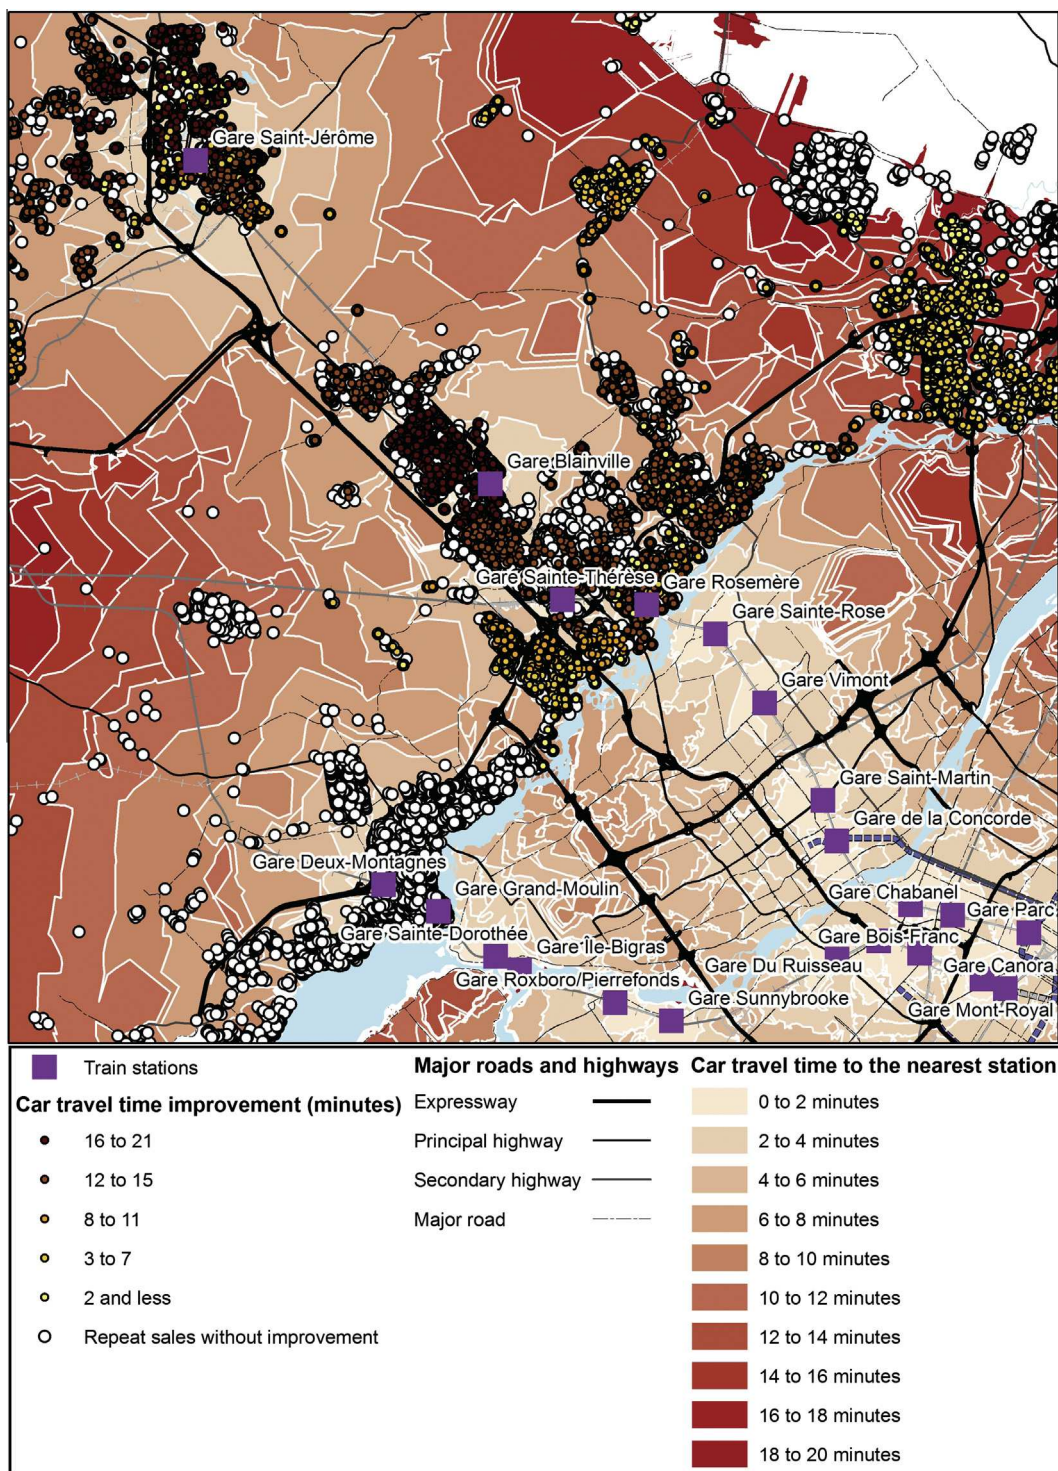 Gare Saint-Jérôme
Gare Blainville
Gare Sainte-Thérèse
Gare Rosemère
Gare Sainte-Rose
Gare Vimont
Gare Saint-Martin
Gare de la Concorde
Gare Deux-Montagnes
Gare Grand-Moulin
Gare Chabanel
Gare Parc
Gare Sainte-Dorothée
Gare Île-Bigras
Gare Bois-Franc
Gare Roxboro/Pierrefonds
Gare Du Ruisseau
Gare Canora
Gare Sunnybrooke
Gare Mont-Royal
Train stations
Car travel time improvement (minutes)
16 to 21
12 to 15
8 to 11
3 to 7
2 and less
Repeat sales without improvement
Major roads and highways
Expressway
Principal highway
Secondary highway
Major road
Car travel time to the nearest station
0 to 2 minutes
2 to 4 minutes
4 to 6 minutes
6 to 8 minutes
8 to 10 minutes
10 to 12 minutes
12 to 14 minutes
14 to 16 minutes
16 to 18 minutes
18 to 20 minutes